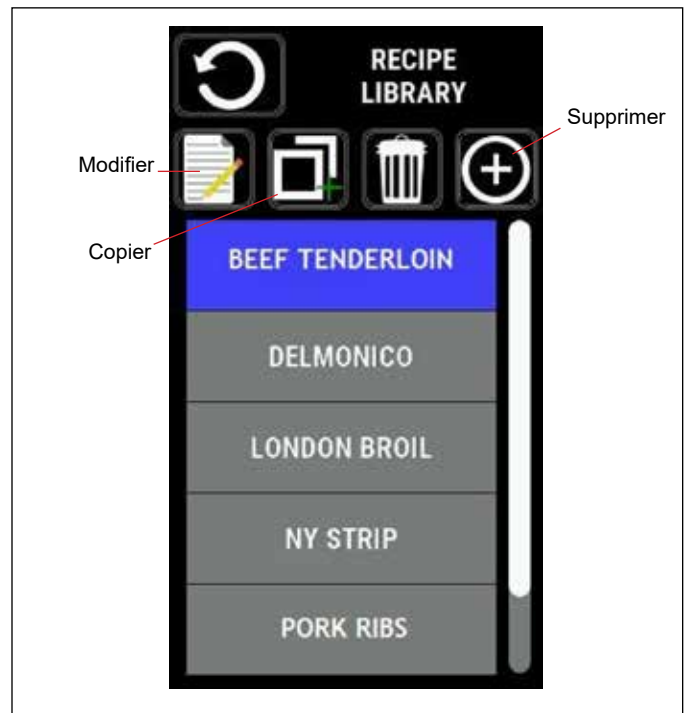 RECIPE
LIBRARY
Supprimer
Modifier
Copier
BEEF TENDERLOIN
DELMONICO
LONDON BROIL
NY STRIP
PORK RIBS